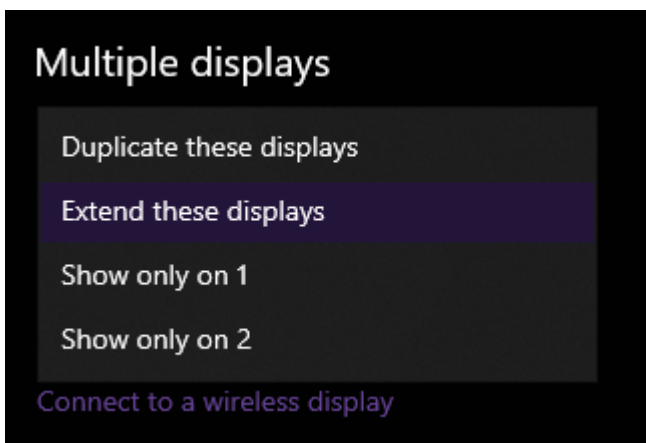 Multiple displays
Duplicate these displays
Extend these displays
Show only on 1
Show only on 2
Connect to a wireless display